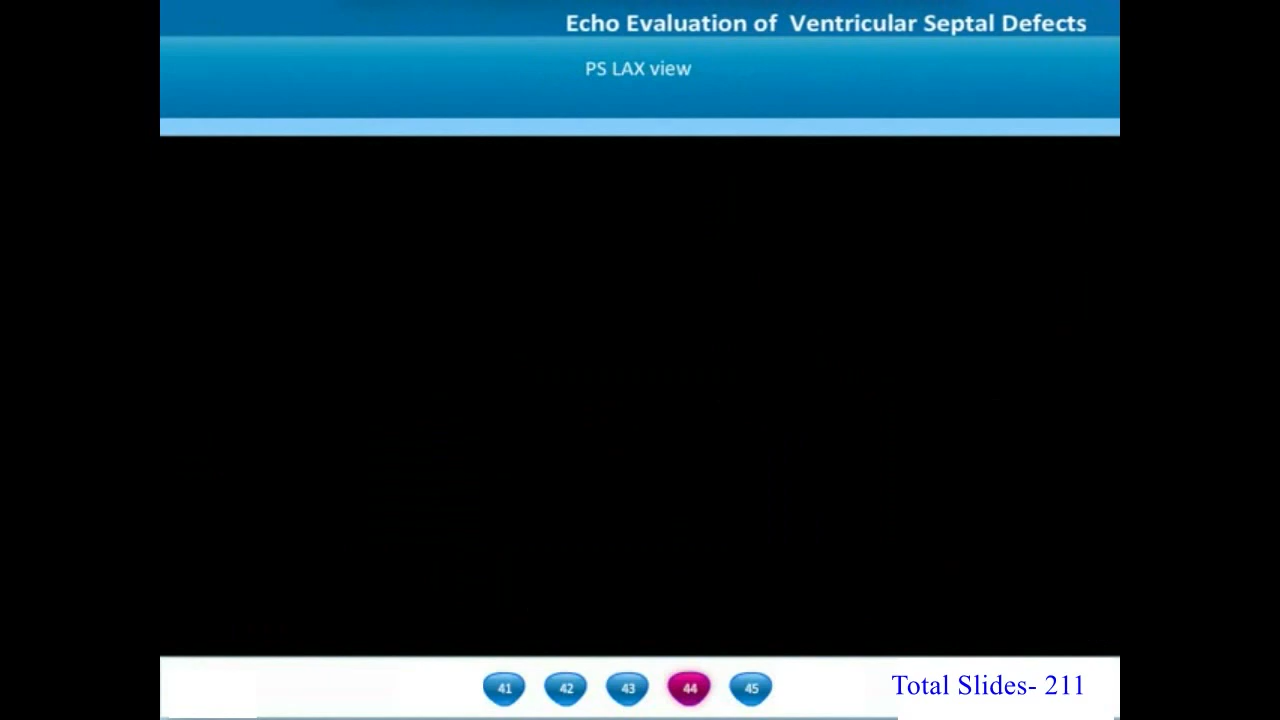 Echo Evaluation of Ventricular Septal Defects
PS LAX view
41 42 43 44 45
Total Slides- 211